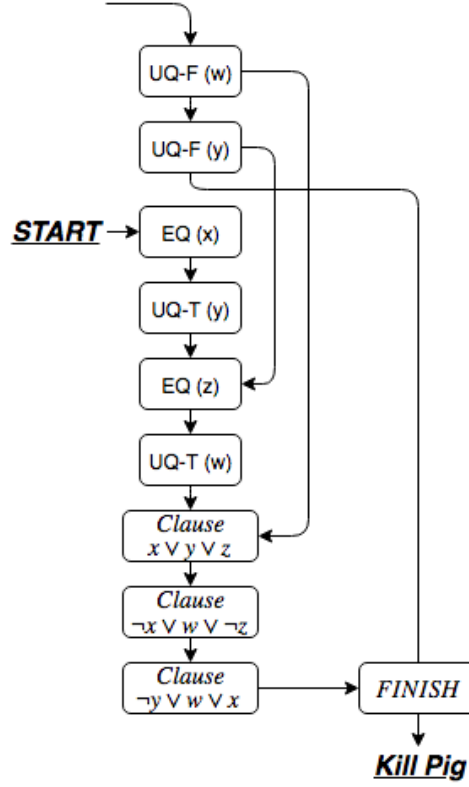 UQ-F (w)
UQ-F (y)
START
EQ (x)
UQ-T (y)
EQ (z)
UQ-T (w)
Clause
x ∨ y ∨ z
Clause
¬x ∨ w ∨ ¬z
Clause
¬y ∨ w ∨ x
FINISH
Kill Pig